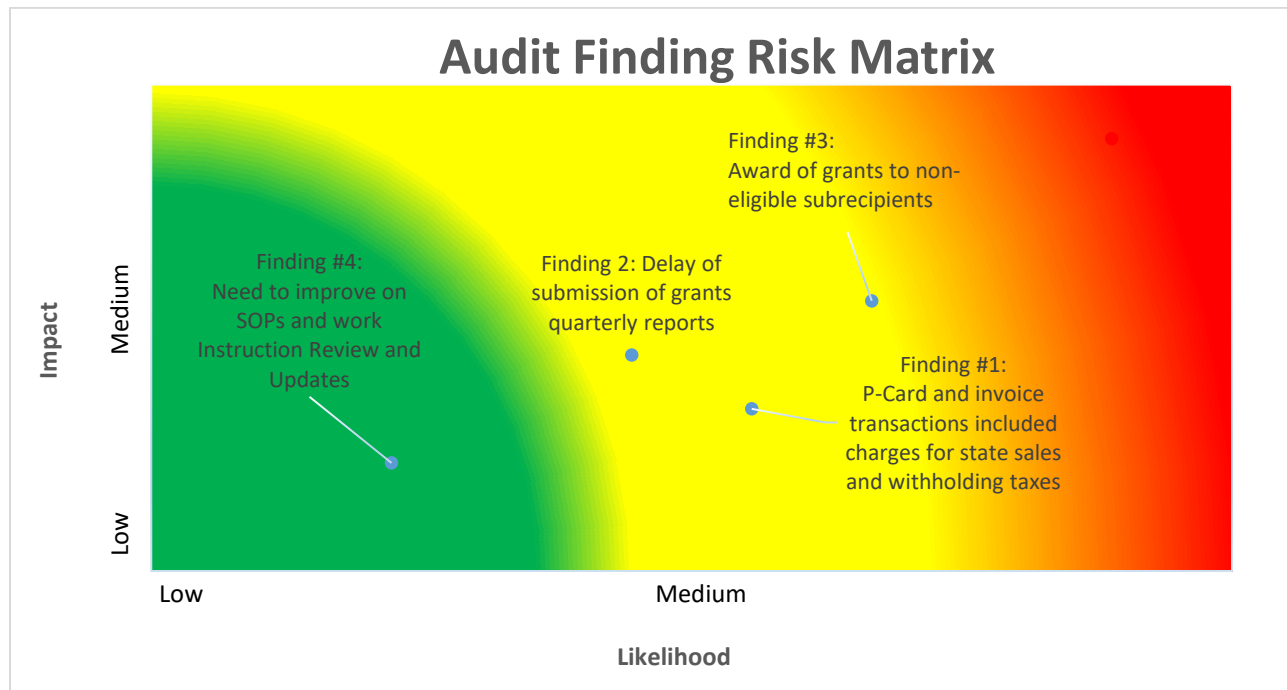 Audit Finding Risk Matrix
Finding #3:
Award of grants to non-
eligible subrecipients
Finding #4:
Need to improve on
SOPs and work
Instruction Review and
Updates
Finding 2: Delay of
submission of grants
quarterly reports
Finding #1:
P-Card and invoice
transactions included
charges for state sales
and withholding taxes
Impact
Medium
Low
Low
Medium
Likelihood